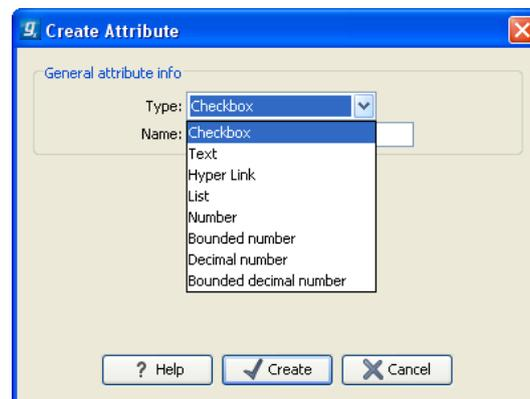 g. Create Attribute
General attribute info
Type: Checkbox
Name: Checkbox
Text
Hyper Link
List
Number
Bounded number
Decimal number
Bounded decimal number
? Help Create Cancel